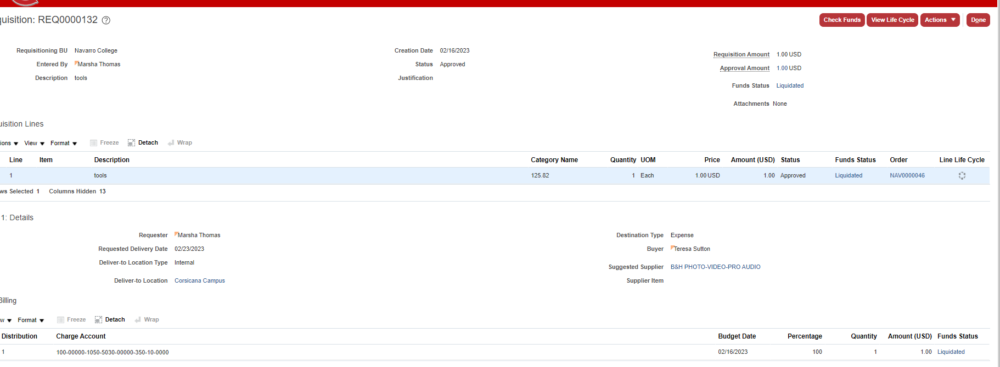 quisition: REQ0000132 ?
Check Funds View Life Cycle Actions Done
Requisitioning BU Navarro College Creation Date 02/16/2023 Requisition Amount 1.00 USD
Entered By Marsha Thomas Status Approved Approval Amount 1.00 USD
Description tools Justification
Funds Status Liquidated
Attachments None
uisition Lines
ions View Format Freeze Detach Wrap
Line Item Description Category Name Quantity UOM Price Amount (USD) Status Funds Status Order Line Life Cycle
1 tools 125.82 1 Each 1.00 USD 1.00 Approved Liquidated NAV0000046
ws Selected 1 Columns Hidden 13
1: Details
Requester Marsha Thomas Destination Type Expense
Requested Delivery Date 02/23/2023 Buyer Teresa Sutton
Deliver-to Location Type Internal Suggested Supplier B&H PHOTO-VIDEO-PRO AUDIO
Deliver-to Location Corsicana Campus Supplier Item
Billing
w Format Freeze Detach Wrap
Distribution Charge Account Budget Date Percentage Quantity Amount (USD) Funds Status
1 100-00000-1050-5030-00000-350-10-0000 02/16/2023 100 1 1.00 Liquidated